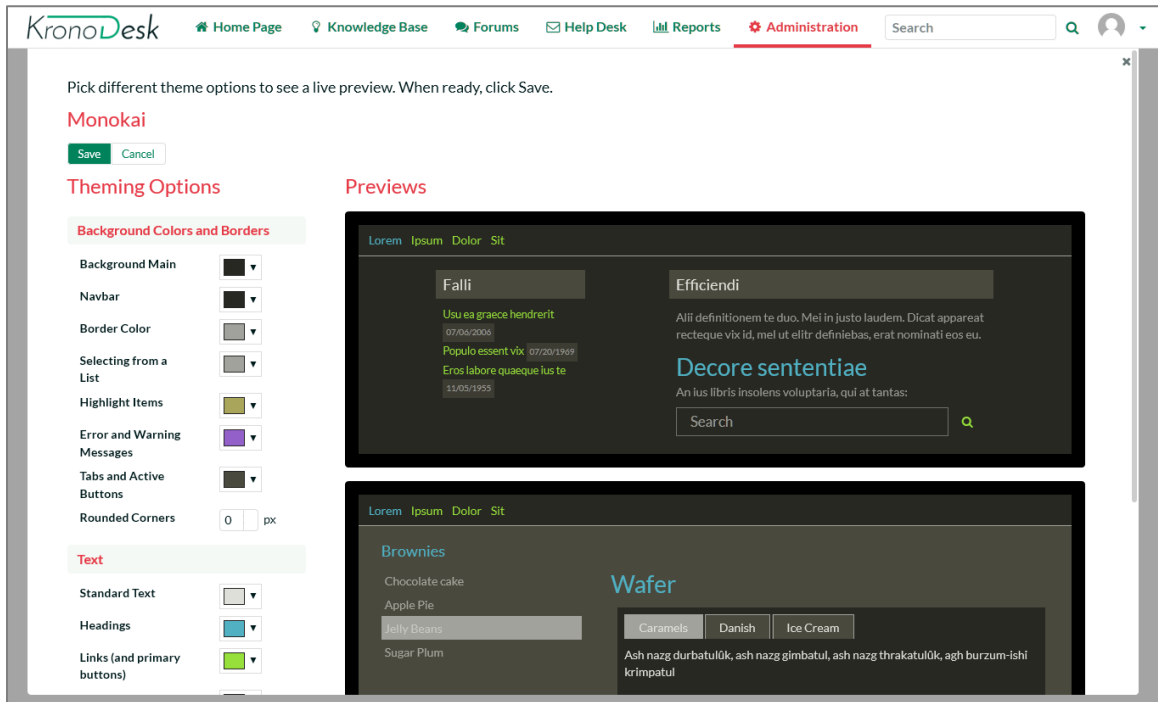 KronoDesk
Home Page
Knowledge Base
Forums
Help Desk
Reports
Administration
Search
Pick different theme options to see a live preview. When ready, click Save.
Monokai
Save
Cancel
Theming Options
Background Colors and Borders
Background Main
Navbar
Border Color
Selecting from a
List
Highlight Items
Error and Warning
Messages
Tabs and Active
Buttons
Rounded Corners
0
px
Text
Standard Text
Headings
Links (and primary
buttons)
Previews
Lorem Ipsum Dolor Sit
Falli
Usu ea graece hendrerit
07/06/2006
Populo essent vix 07/20/1969
Eros labore quaeque ius te
11/05/1955
Efficiendi
Alii definitionem te duo. Mei in justo laudem. Dicat appareat
recteque vix id, mel ut elitr definiebas, erat nominati eos eu.
Decore sententiae
An ius libris insolens voluptaria, qui at tantas:
Search
Lorem Ipsum Dolor Sit
Brownies
Chocolate cake
Apple Pie
Jelly Beans
Sugar Plum
Wafer
Caramels
Danish
Ice Cream
Ash nazg durbatulûk, ash nazg gimbatul, ash nazg thrakatulûk, agh burzum-ishi
krimpatul